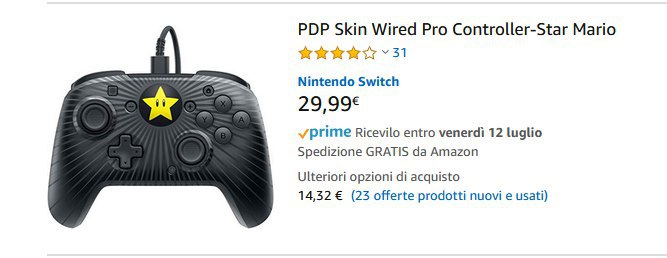 PDP Skin Wired Pro Controller-Star Mario
31
Nintendo Switch
29,99€
prime Ricevilo entro venerdì 12 luglio
Spedizione GRATIS da Amazon
Ulteriori opzioni di acquisto
14,32 € (23 offerte prodotti nuovi e usati)
X
Y
A
B